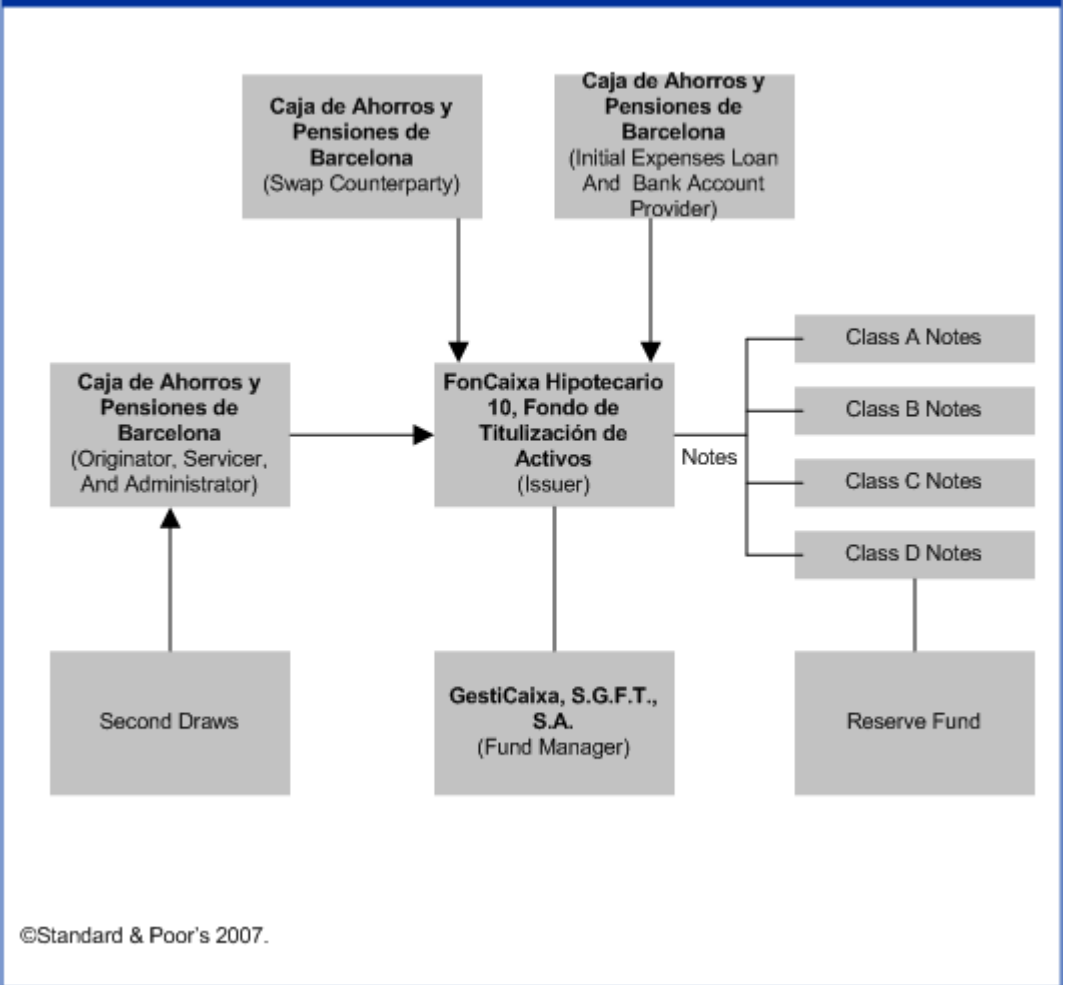 Caja de Ahorros y
Pensiones de
Barcelona
(Swap Counterparty)
Caja de Ahorros y
Pensiones de
Barcelona
(Initial Expenses Loan
And Bank Account
Provider)
Caja de Ahorros y
Pensiones de
Barcelona
(Originator, Servicer,
And Administrator)
FonCaixa Hipotecario
10, Fondo de
Titulización de
Activos
(Issuer)
Notes
Class A Notes
Class B Notes
Class C Notes
Class D Notes
Second Draws
GestiCaixa, S.G.F.T.,
S.A.
(Fund Manager)
Reserve Fund
©Standard & Poor's 2007.